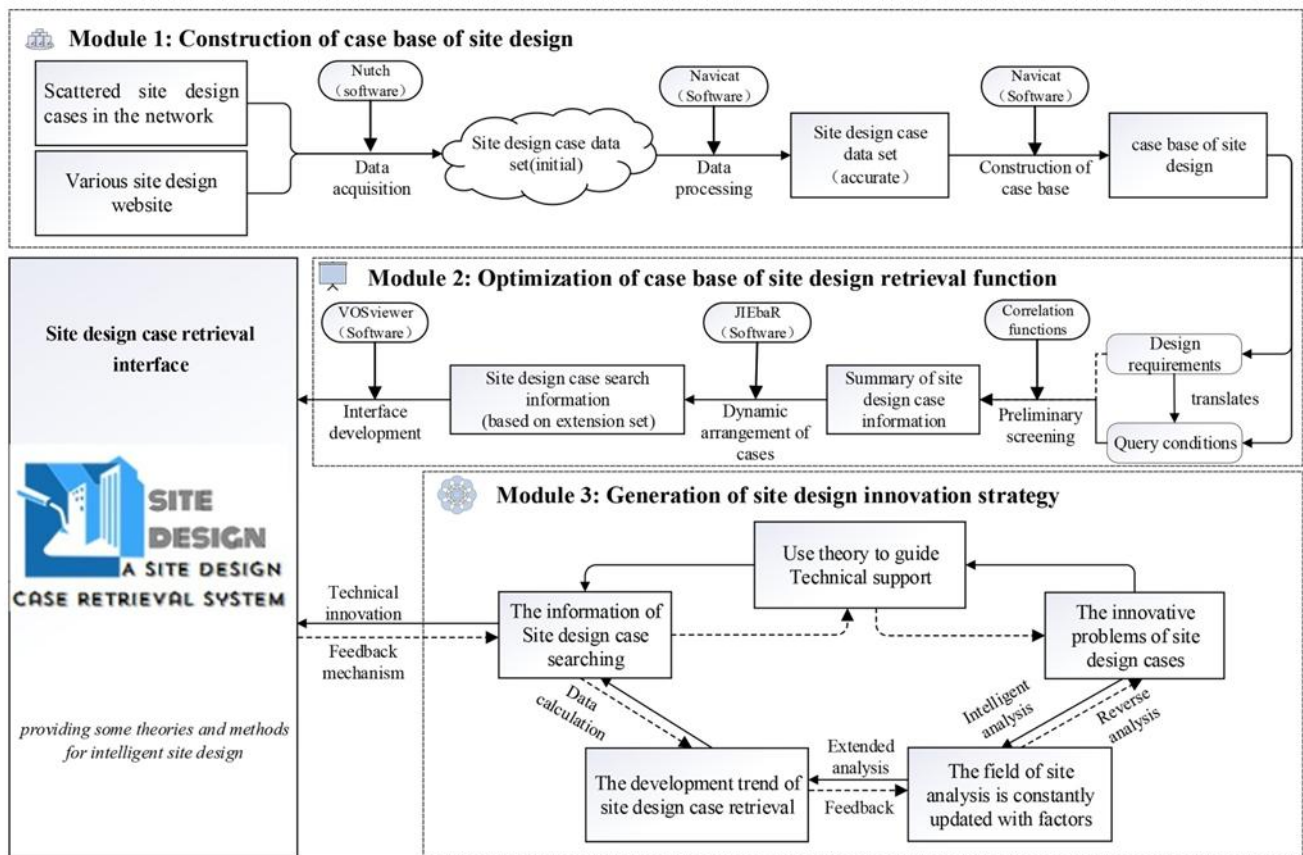 Module 1: Construction of case base of site design
Scattered site design
cases in the network
Various site design
website
Nutch
(software)
Data
acquisition
Site design case data
set(initial)
Navicat
（Software）
Data
processing
Site design case
data set
（accurate）
Navicat
（Software）
Construction of
case base
case base of site
design
Module 2: Optimization of case base of site design retrieval function
VOSviewer
（Software）
Interface
development
Site design case search
information
(based on extension set)
JIEbaR
（Software）
Dynamic
arrangement of
cases
Summary of site
design case
information
Correlation
functions
Preliminary
screening
Design
requirements
translates
Query conditions
Site design case retrieval
interface
SITE
DESIGN
A SITE DESIGN
CASE RETRIEVAL SYSTEM
providing some theories and methods
for intelligent site design
Technical
innovation
Feedback
mechanism
Module 3: Generation of site design innovation strategy
Use theory to guide
Technical support
The information of
Site design case
searching
The innovative
problems of site
design cases
Data
calculation
Intelligent
analysis
Reverse
analysis
The development trend of
site design case retrieval
Extended
analysis
Feedback
The field of site
analysis is constantly
updated with factors